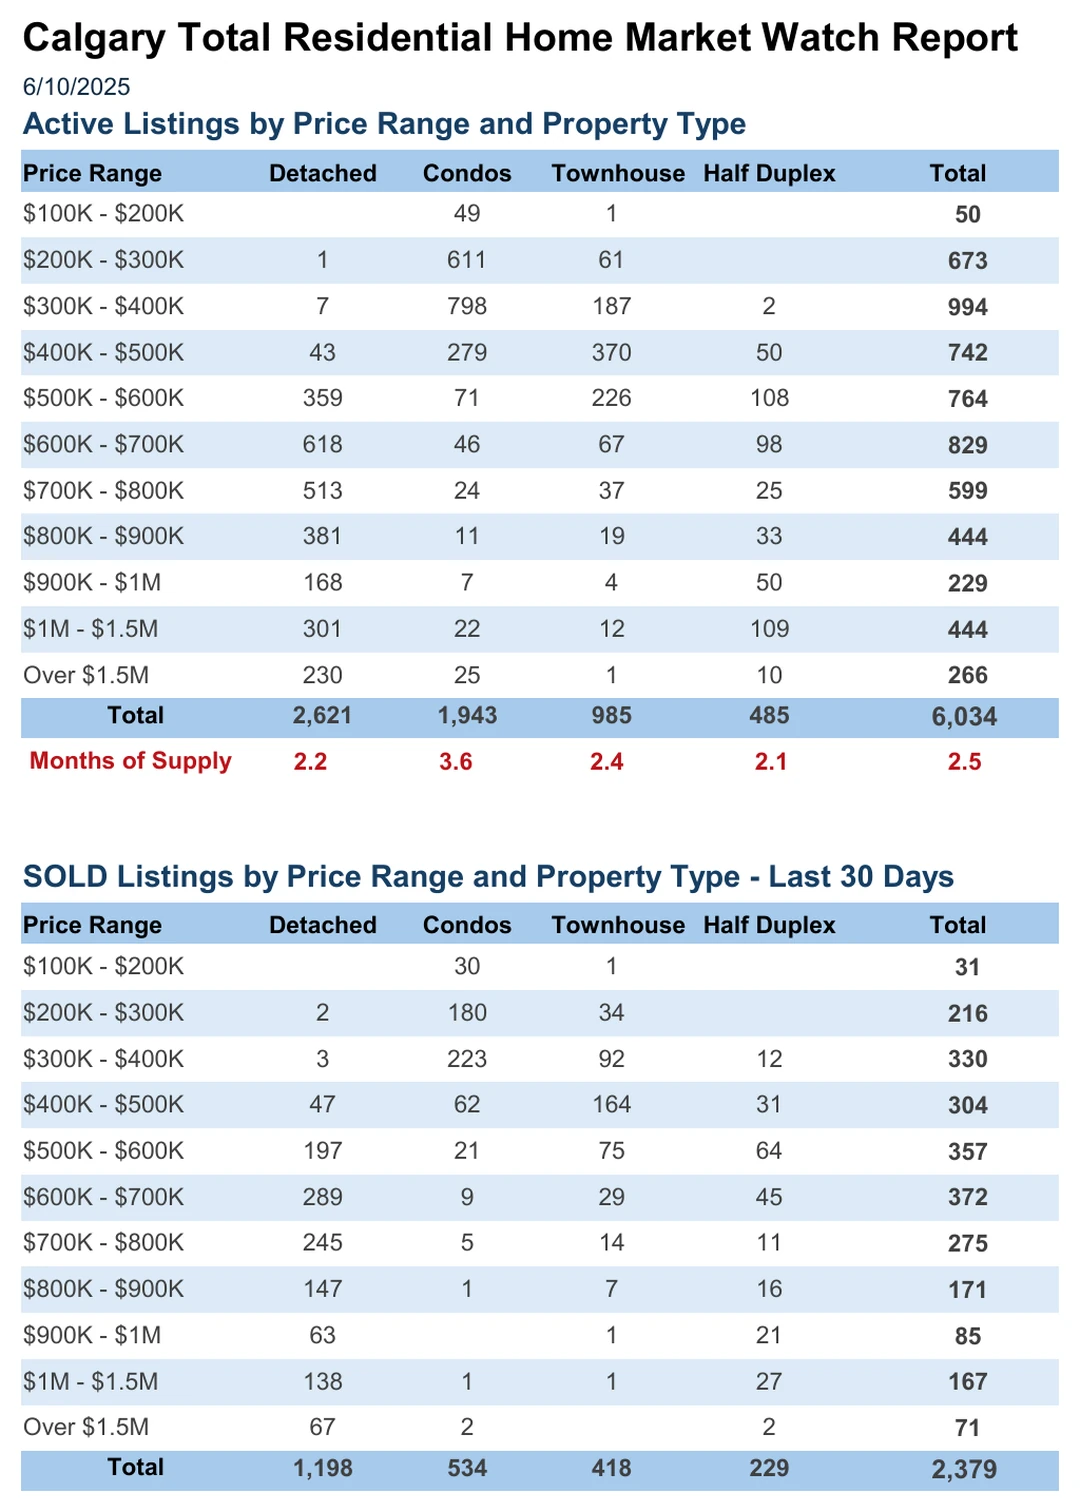 Calgary Total Residential Home Market Watch Report
6/10/2025
Active Listings by Price Range and Property Type
Price Range Detached Condos Townhouse Half Duplex Total
$100K - $200K 49 1 50
$200K - $300K 1 611 61 673
$300K - $400K 7 798 187 2 994
$400K - $500K 43 279 370 50 742
$500K - $600K 359 71 226 108 764
$600K - $700K 618 46 67 98 829
$700K - $800K 513 24 37 25 599
$800K - $900K 381 11 19 33 444
$900K - $1M 168 7 4 50 229
$1M - $1.5M 301 22 12 109 444
Over $1.5M 230 25 1 10 266
Total 2,621 1,943 985 485 6,034
Months of Supply 2.2 3.6 2.4 2.1 2.5
SOLD Listings by Price Range and Property Type - Last 30 Days
Price Range Detached Condos Townhouse Half Duplex Total
$100K - $200K 30 1 31
$200K - $300K 2 180 34 216
$300K - $400K 3 223 92 12 330
$400K - $500K 47 62 164 31 304
$500K - $600K 197 21 75 64 357
$600K - $700K 289 9 29 45 372
$700K - $800K 245 5 14 11 275
$800K - $900K 147 1 7 16 171
$900K - $1M 63 1 21 85
$1M - $1.5M 138 1 1 27 167
Over $1.5M 67 2 2 71
Total 1,198 534 418 229 2,379